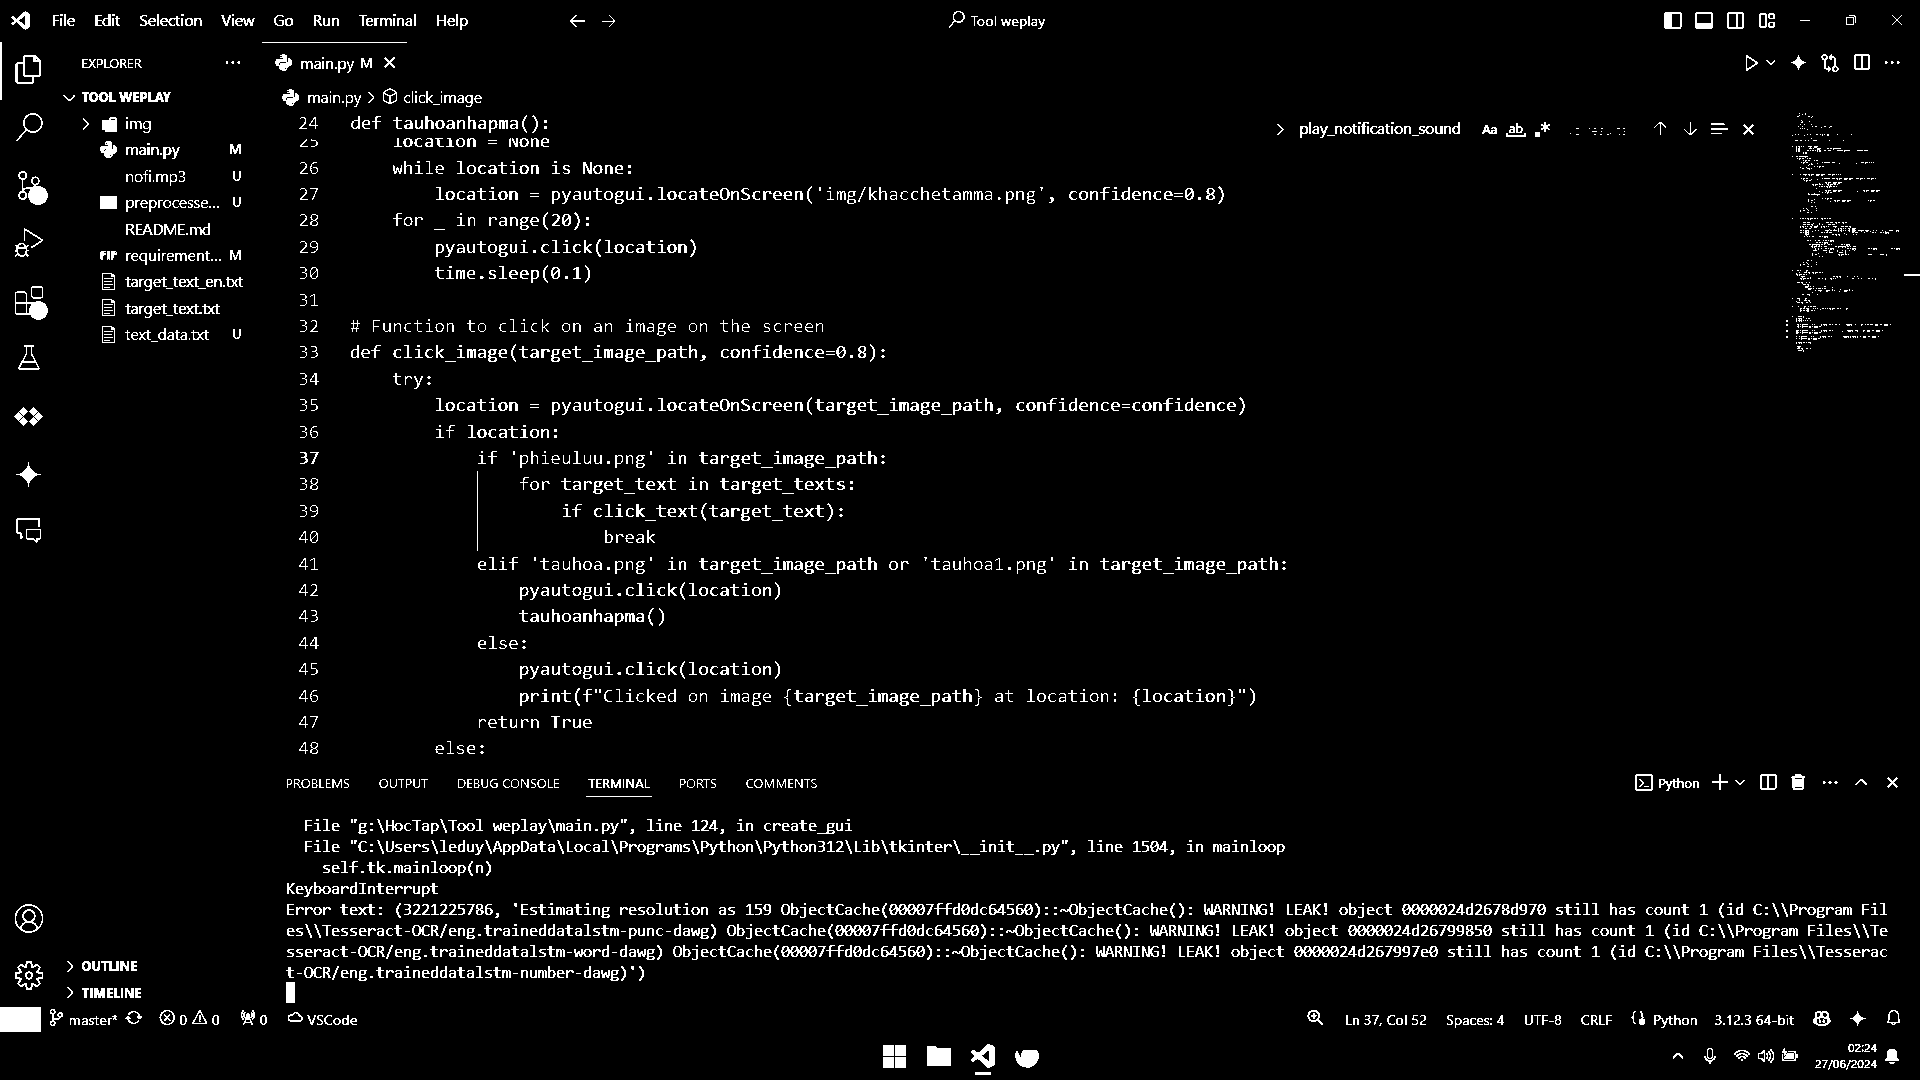 File Edit Selection View Go Run Terminal Help
Tool weplay
EXPLORER
TOOL WEPLAY
img
main.py M
nofi.mp3 U
preprocesse... U
README.md
requirement... M
target_text_en.txt
target_text.txt
text_data.txt U
OUTLINE
TIMELINE
main.py M
main.py > click_image
play_notification_sound Aa ab
24 def tauhoanhapma():
25 location = None
26 while location is None:
27 location = pyautogui.locateOnScreen('img/khacchetamma.png', confidence=0.8)
28 for _ in range(20):
29 pyautogui.click(location)
30 time.sleep(0.1)
31
32 # Function to click on an image on the screen
33 def click_image(target_image_path, confidence=0.8):
34 try:
35 location = pyautogui.locateOnScreen(target_image_path, confidence=confidence)
36 if location:
37 if 'phieuluu.png' in target_image_path:
38 for target_text in target_texts:
39 if click_text(target_text):
40 break
41 elif 'tauhoa.png' in target_image_path or 'tauhoa1.png' in target_image_path:
42 pyautogui.click(location)
43 tauhoanhapma()
44 else:
45 pyautogui.click(location)
46 print(f"Clicked on image {target_image_path} at location: {location}")
47 return True
48 else:
PROBLEMS OUTPUT DEBUG CONSOLE TERMINAL PORTS COMMENTS
Python
File "g:\HocTap\Tool weplay\main.py", line 124, in create_gui
File "C:\Users\leduy\AppData\Local\Programs\Python\Python312\Lib\tkinter\__init__.py", line 1504, in mainloop
self.tk.mainloop(n)
KeyboardInterrupt
Error text: (3221225786, 'Estimating resolution as 159 ObjectCache(00007ffd0dc64560)::~ObjectCache(): WARNING! LEAK! object 0000024d2678d970 still has count 1 (id C:\\Program Fil
es\\Tesseract-OCR/eng.traineddatalstm-punc-dawg) ObjectCache(00007ffd0dc64560)::~ObjectCache(): WARNING! LEAK! object 0000024d26799850 still has count 1 (id C:\\Program Files\\Te
sseract-OCR/eng.traineddatalstm-word-dawg) ObjectCache(00007ffd0dc64560)::~ObjectCache(): WARNING! LEAK! object 0000024d267997e0 still has count 1 (id C:\\Program Files\\Tesserac
t-OCR/eng.traineddatalstm-number-dawg)')
master* 0 0 0 VSCode
Ln 37, Col 52 Spaces: 4 UTF-8 CRLF Python 3.12.3 64-bit
02:24
27/06/2024